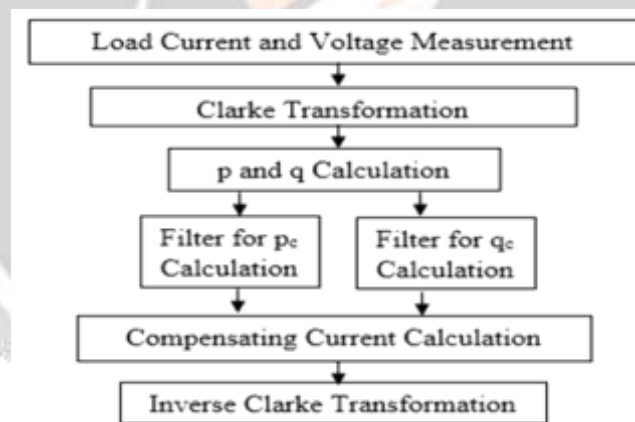 Load Current and Voltage Measurement
Clarke Transformation
p and q Calculation
Filter for pc
Calculation
Filter for qc
Calculation
Compensating Current Calculation
Inverse Clarke Transformation